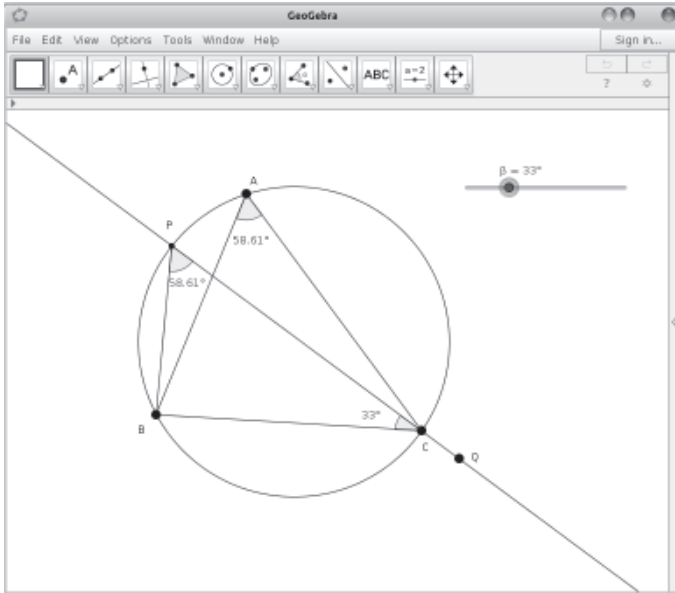 GeoGebra
File Edit View Options Tools Window Help
Sign in...
A
ABC
a=2
?
β = 33°
A
P
58.61°
58.61°
33°
B
C
Q